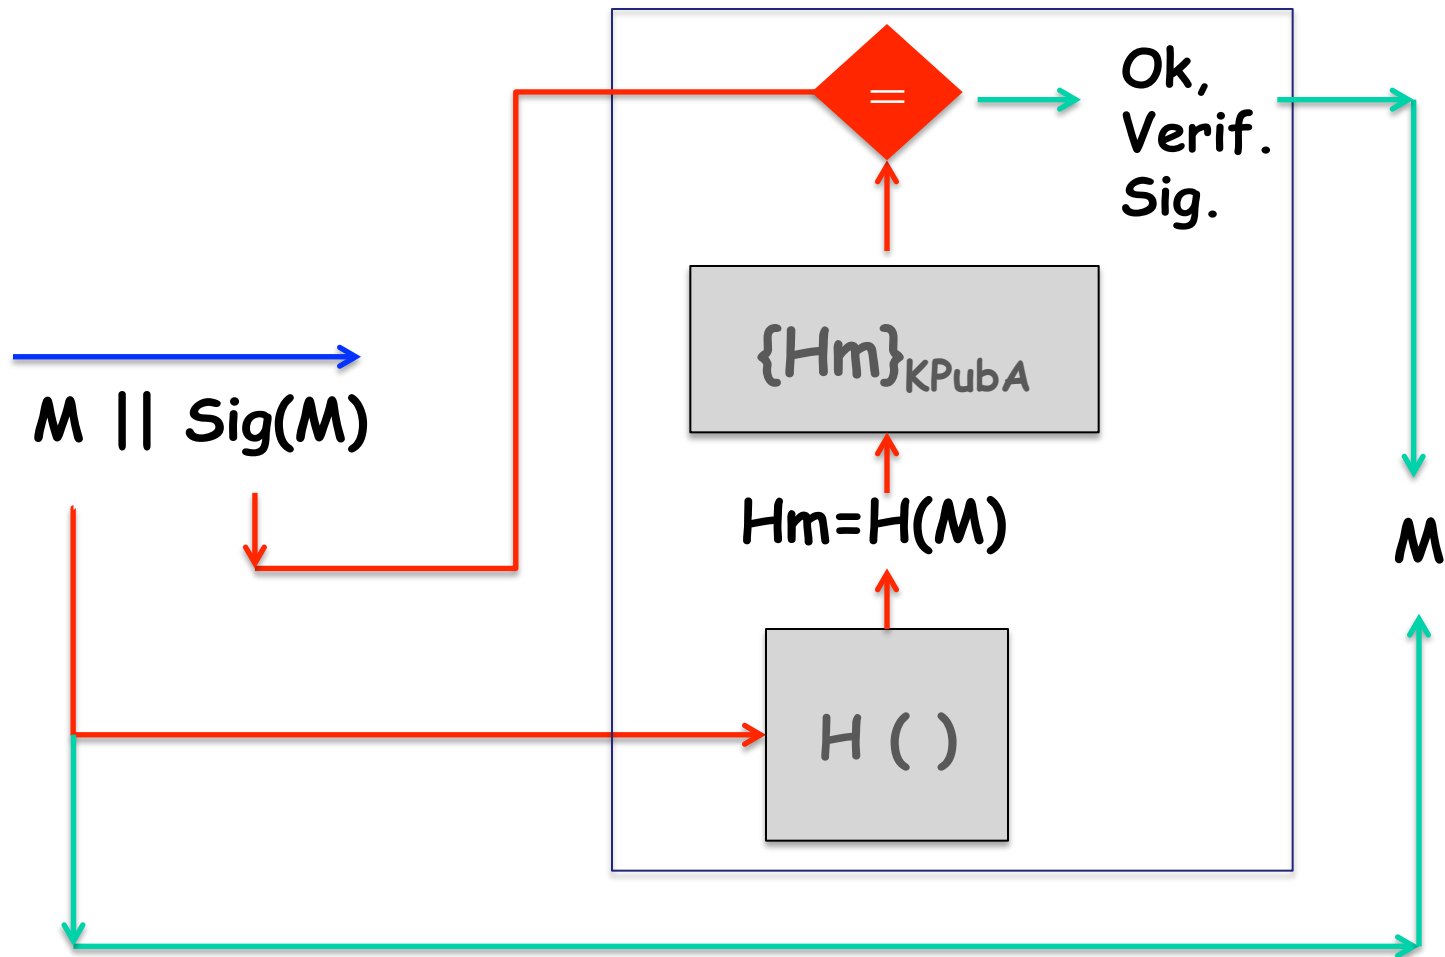 =
Ok,
Verif.
Sig.
{Hm}KPubA
M || Sig(M)
Hm=H(M)
M
H ( )